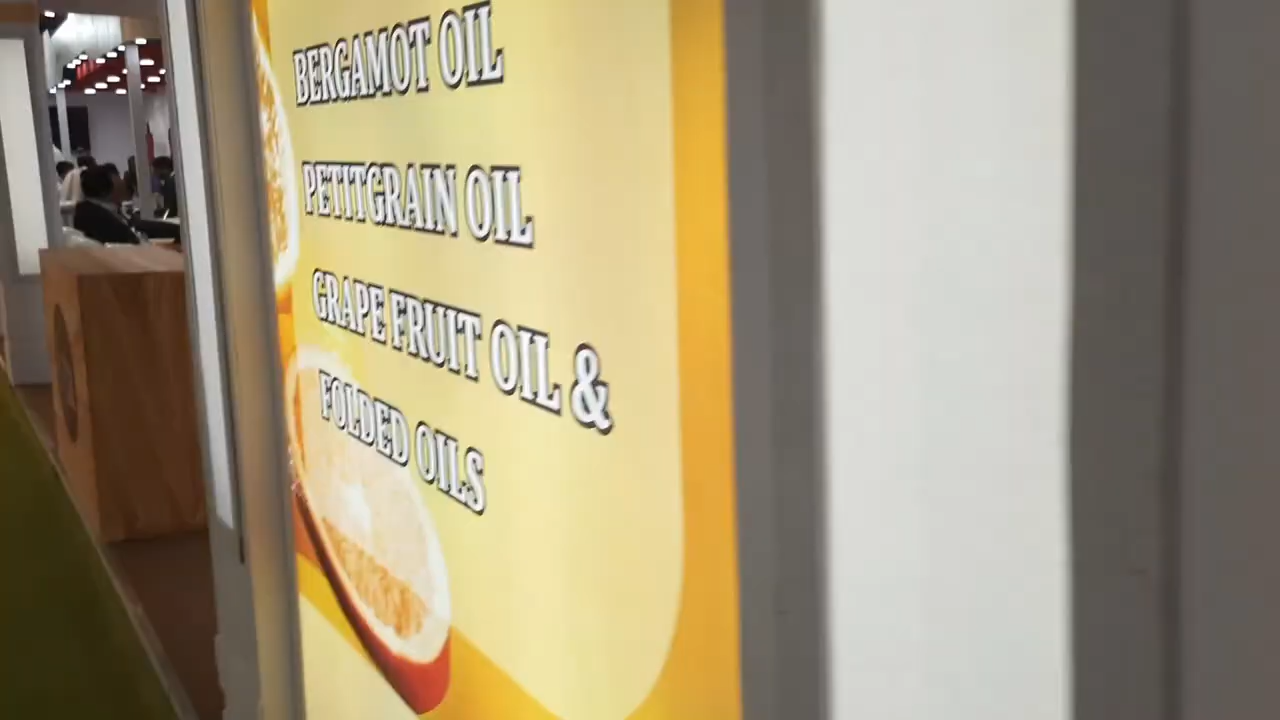 BERGAMOT OIL
PETITGRAIN OIL
GRAPE FRUIT OIL &
FOLDED OILS